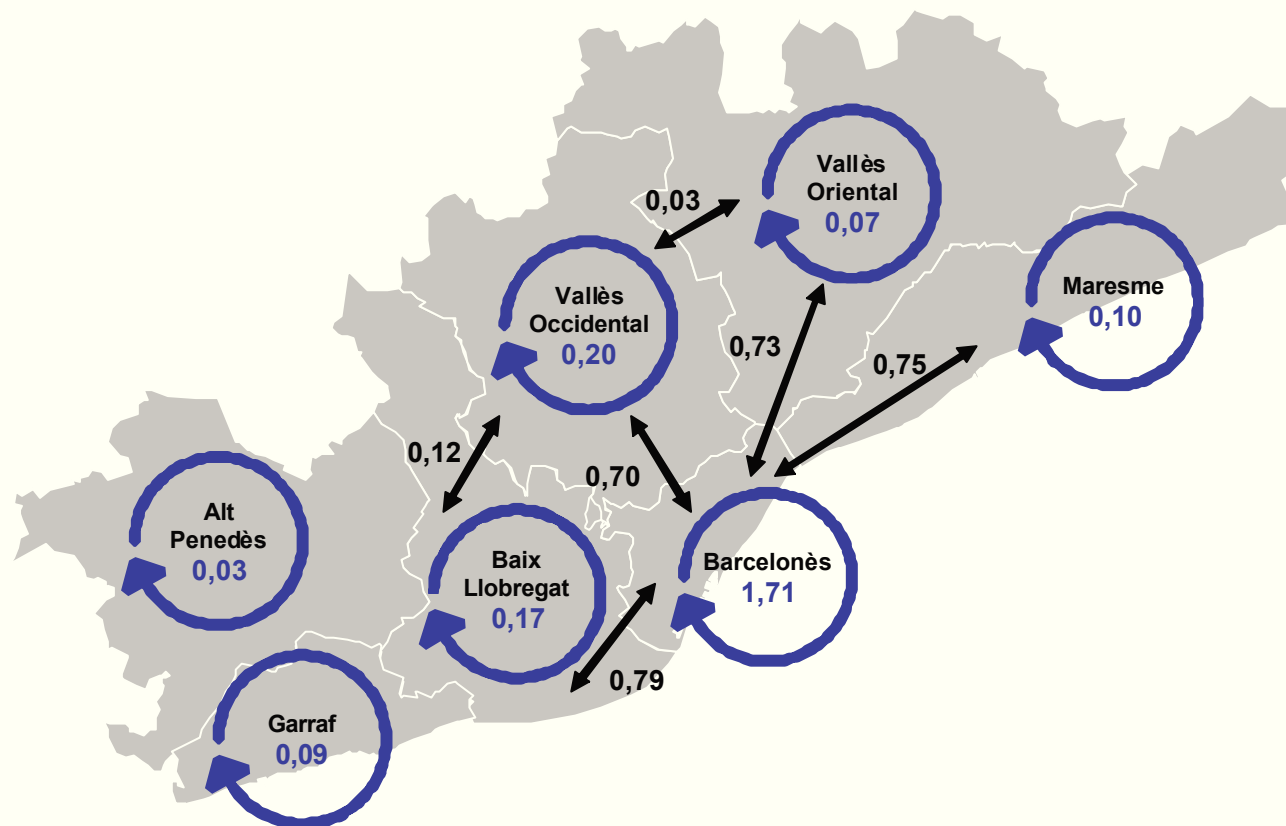 Vallès
Oriental
0,07
0,03
Maresme
0,10
Vallès
Occidental
0,20
0,73
0,75
0,12
0,70
Alt
Penedès
0,03
Baix
Llobregat
0,17
Barcelonès
1,71
0,79
Garraf
0,09